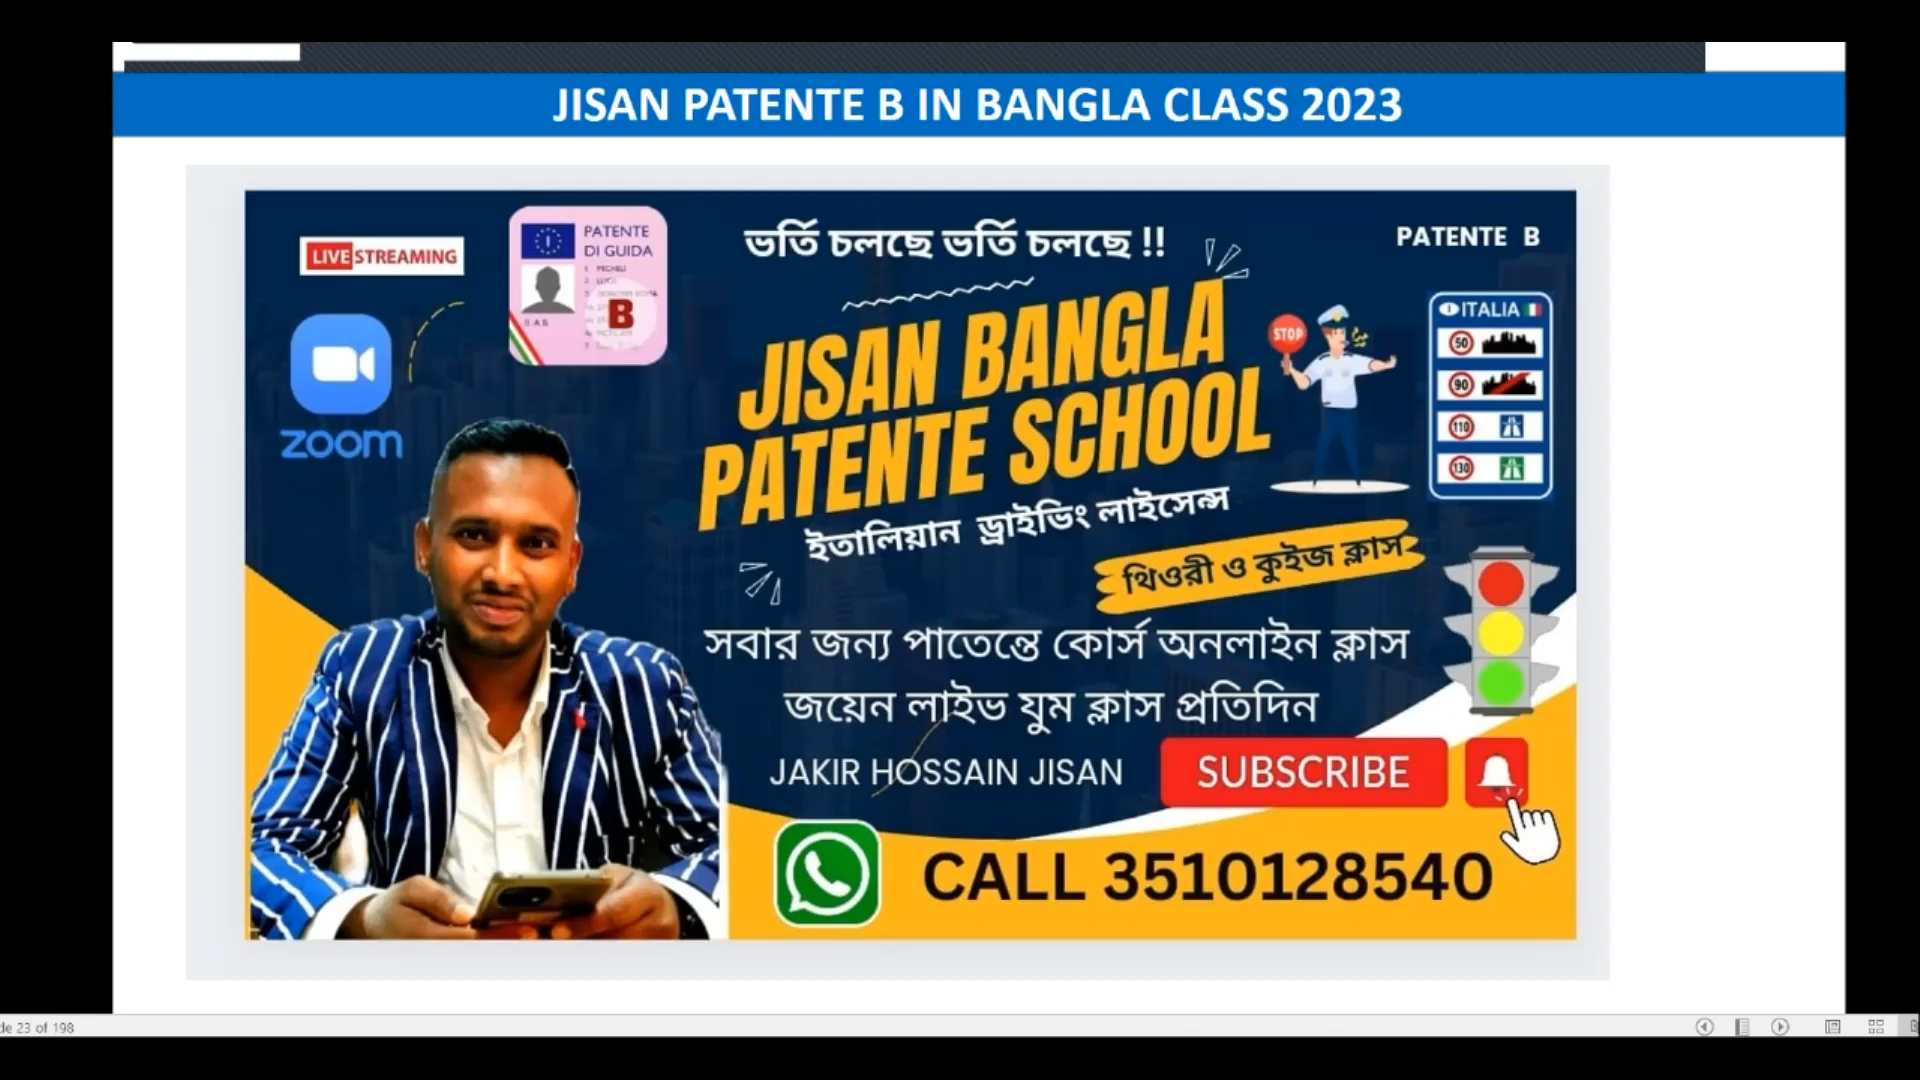 JISAN PATENTE B IN BANGLA CLASS 2023
LIVE STREAMING
PATENTE
DI GUIDA
B
ভর্তি চলছে ভর্তি চলছে !!
PATENTE B
zoom
JISAN BANGLA
PATENTE SCHOOL
STOP
ITALIA
50
90
110
130
ইতালিয়ান ড্রাইভিং লাইসেন্স
থিওরী ও কুইজ ক্লাস
সবার জন্য পাতেন্তে কোর্স অনলাইন ক্লাস
জয়েন লাইভ যুম ক্লাস প্রতিদিন
JAKIR HOSSAIN JISAN
SUBSCRIBE
CALL 3510128540
23 of 198